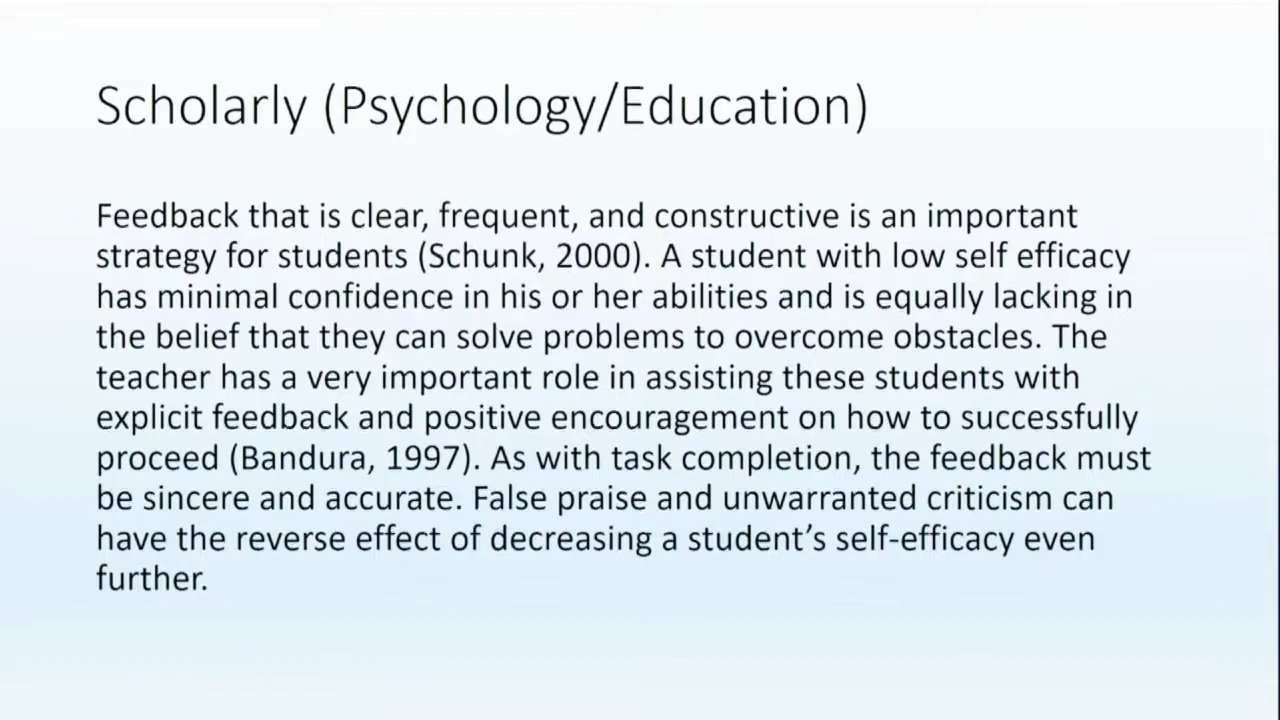 Scholarly (Psychology/Education)
Feedback that is clear, frequent, and constructive is an important
strategy for students (Schunk, 2000). A student with low self efficacy
has minimal confidence in his or her abilities and is equally lacking in
the belief that they can solve problems to overcome obstacles. The
teacher has a very important role in assisting these students with
explicit feedback and positive encouragement on how to successfully
proceed (Bandura, 1997). As with task completion, the feedback must
be sincere and accurate. False praise and unwarranted criticism can
have the reverse effect of decreasing a student’s self-efficacy even
further.